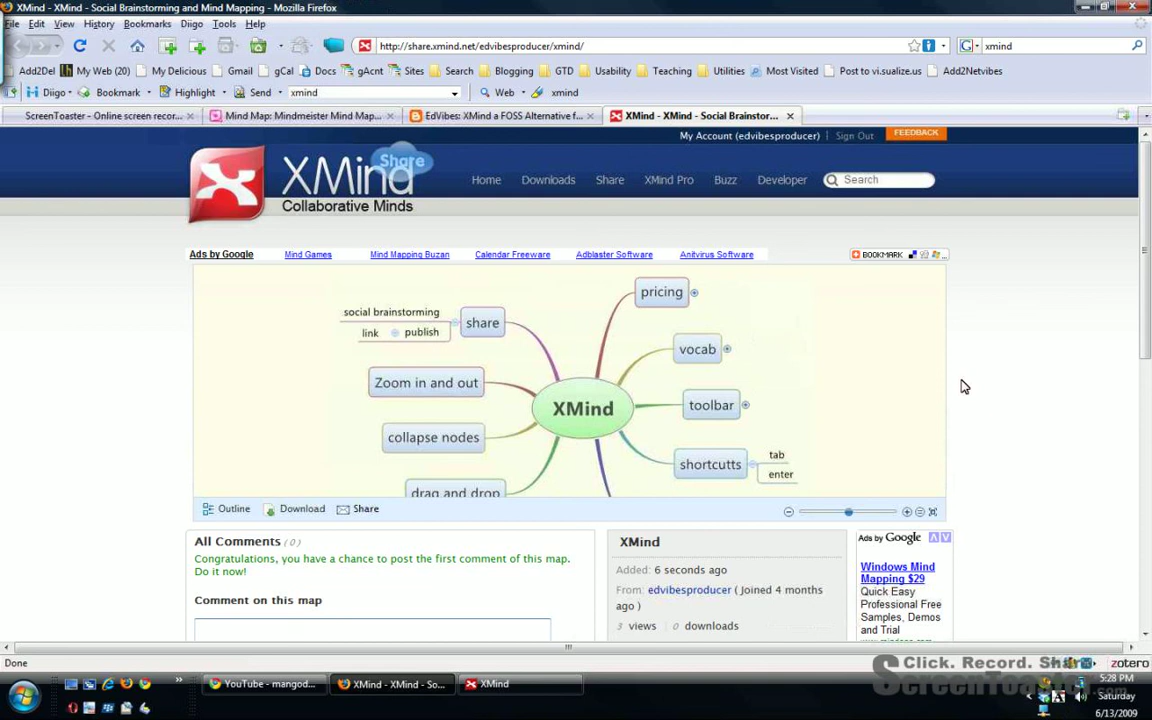 XMind - XMind - Social Brainstorming and Mind Mapping - Mozilla Firefox
File Edit View History Bookmarks Diigo Tools Help
http://share.xmind.net/edvibesproducer/xmind/
xmind
Add2Del My Web (20) My Delicious Gmail gCal Docs gAcnt Sites Search Blogging GTD Usability Teaching Utilities Most Visited Post to vi.sualize.us Add2Netvibes
Diigo Bookmark Highlight Send xmind Web xmind
ScreenToaster - Online screen recor... Mind Map: Mindmeister Mind Map... EdVibes: XMind a FOSS Alternative f... XMind - XMind - Social Brainstor...
My Account (edvibesproducer) | Sign Out FEEDBACK
XMind Share
Collaborative Minds
Home Downloads Share XMind Pro Buzz Developer Search
Ads by Google Mind Games Mind Mapping Buzan Calendar Freeware Adblaster Software Anitvirus Software BOOKMARK
pricing
social brainstorming
share
link publish
vocab
Zoom in and out
XMind
toolbar
collapse nodes
shortcutts
tab
enter
drag and drop
Outline Download Share
All Comments (0)
Congratulations, you have a chance to post the first comment of this map.
Do it now!
Comment on this map
XMind
Added: 6 seconds ago
From: edvibesproducer ( Joined 4 months
ago )
3 views 0 downloads
Ads by Google
Windows Mind
Mapping $29
Quick Easy
Professional Free
Samples, Demos
and Trial
Done
zotero
Click. Record. Share.
ScreenToaster.com
YouTube - mangod... XMind - XMind - So... XMind
5:28 PM
Saturday
6/13/2009